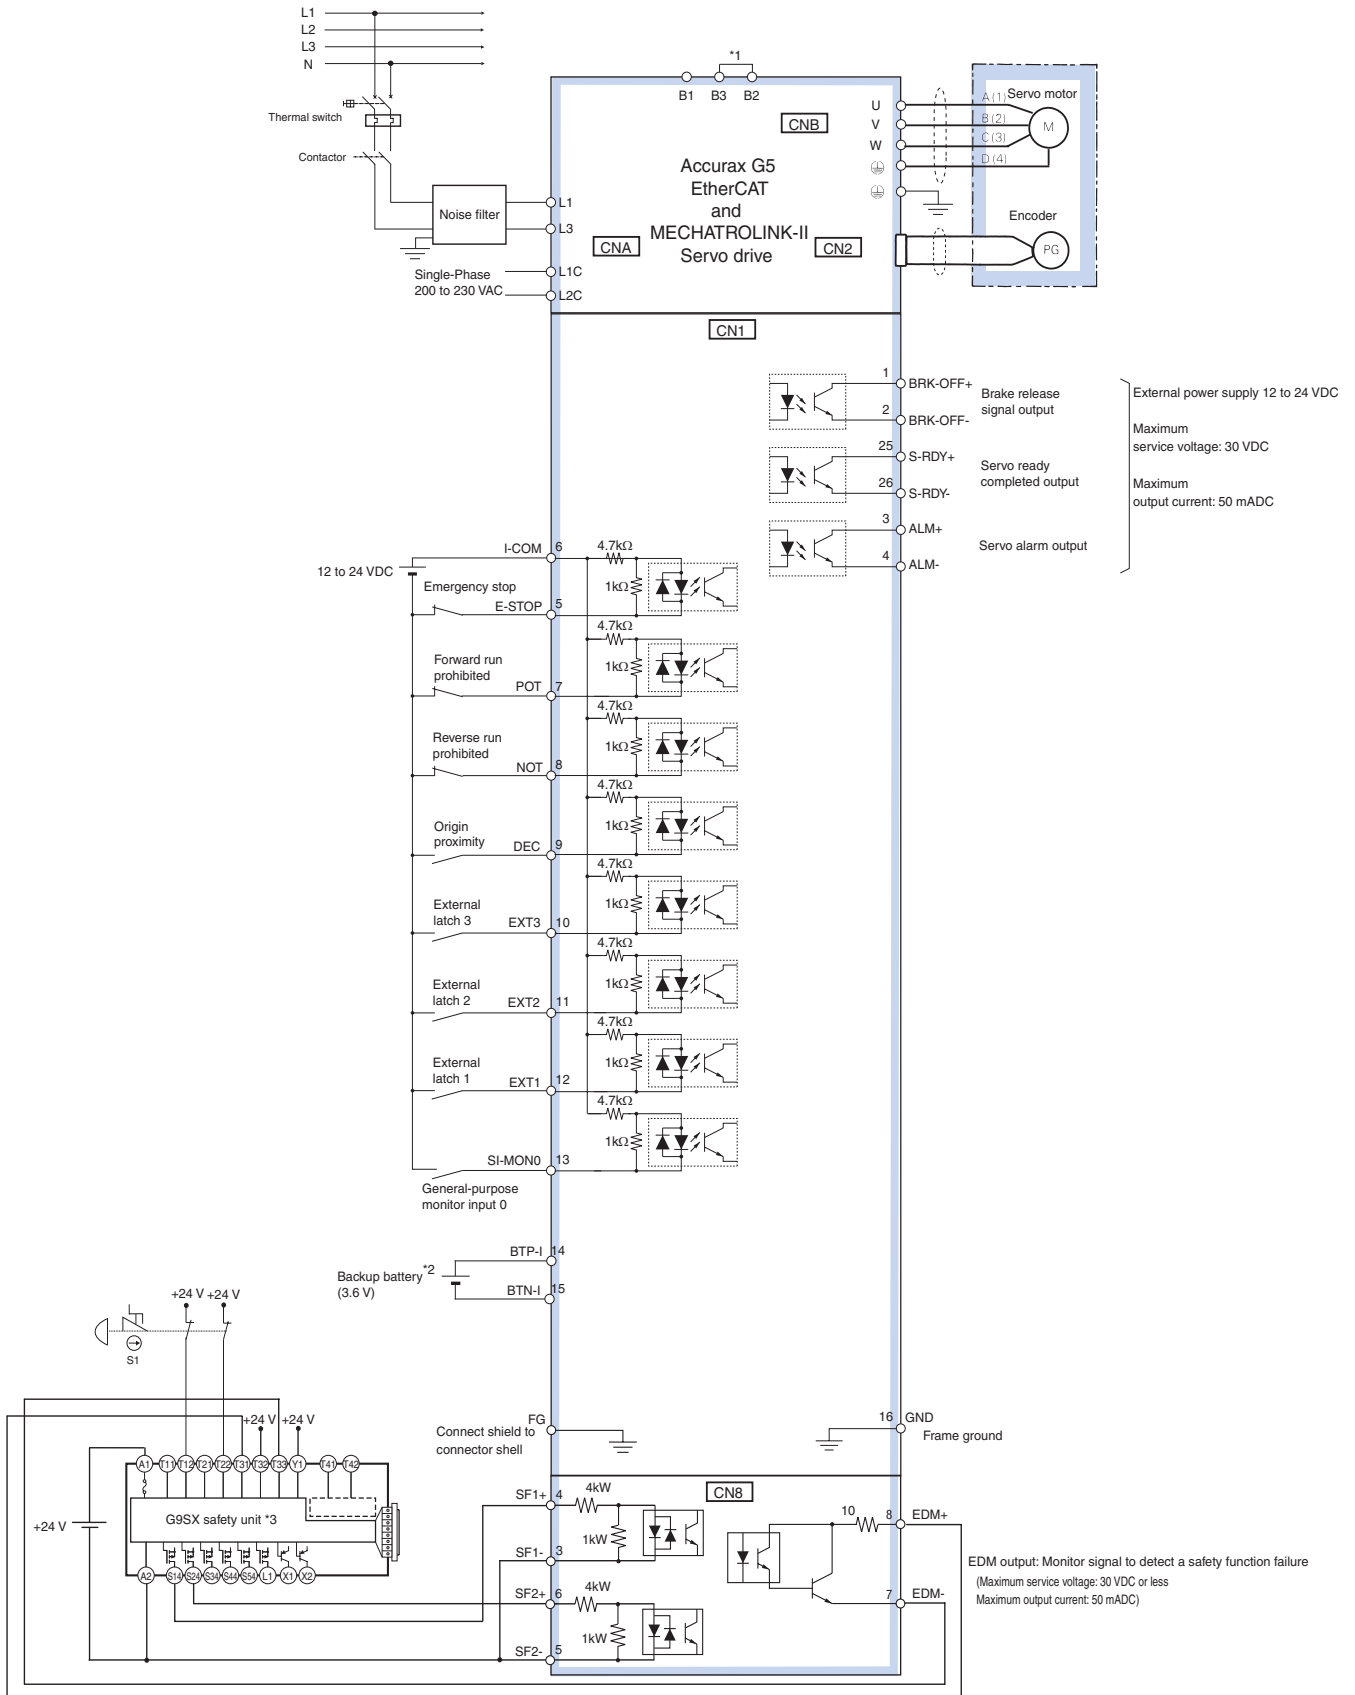 L1
L2
L3
N
Thermal switch
Contactor
Noise filter
*1
B1
B3
B2
CNB
Accurax G5
EtherCAT
and
MECHATROLINK-II
Servo drive
CNA
CN2
L1
L3
Single-Phase
200 to 230 VAC
L1C
L2C
U
V
W
A (1)
B (2)
C (3)
D (4)
Servo motor
M
Encoder
PG
CN1
1
BRK-OFF+
2
BRK-OFF-
Brake release
signal output
25
S-RDY+
26
S-RDY-
Servo ready
completed output
3
ALM+
4
ALM-
Servo alarm output
External power supply 12 to 24 VDC
Maximum
service voltage: 30 VDC
Maximum
output current: 50 mADC
12 to 24 VDC
I-COM
6
4.7kΩ
1kΩ
Emergency stop
E-STOP
5
4.7kΩ
1kΩ
Forward run
prohibited
POT
7
4.7kΩ
1kΩ
Reverse run
prohibited
NOT
8
4.7kΩ
1kΩ
Origin
proximity
DEC
9
4.7kΩ
1kΩ
External
latch 3
EXT3
10
4.7kΩ
1kΩ
External
latch 2
EXT2
11
4.7kΩ
1kΩ
External
latch 1
EXT1
12
4.7kΩ
1kΩ
SI-MON0
13
General-purpose
monitor input 0
BTP-I
14
Backup battery *2
(3.6 V)
BTN-I
15
+24 V
+24 V
S1
+24 V
+24 V
FG
Connect shield to
connector shell
16
GND
Frame ground
A1
T11
T12
T21
T22
T31
T32
T33
Y1
T41
T42
+24 V
G9SX safety unit *3
A2
S14
S24
S34
S44
S54
L1
X1
X2
CN8
SF1+
4
4kW
1kW
SF1-
3
SF2+
6
4kW
1kW
SF2-
5
10
8
EDM+
7
EDM-
EDM output: Monitor signal to detect a safety function failure
(Maximum service voltage: 30 VDC or less
Maximum output current: 50 mADC)